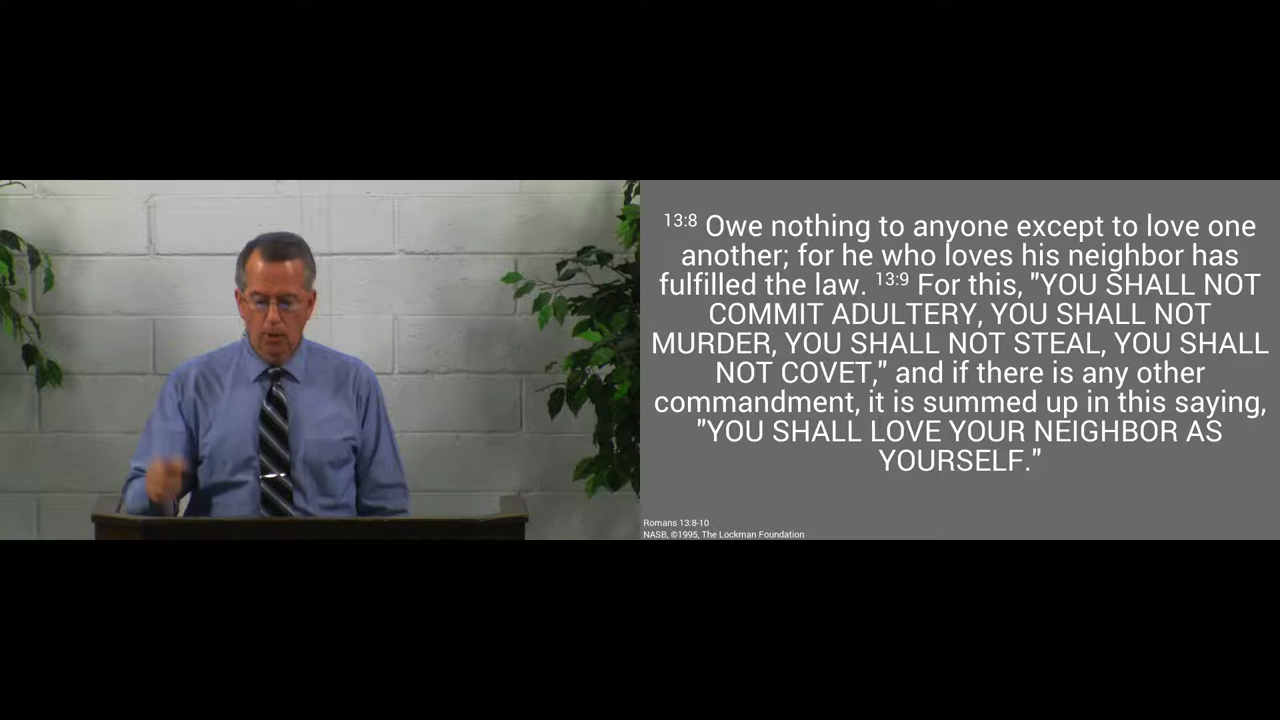 13:8 Owe nothing to anyone except to love one
another; for he who loves his neighbor has
fulfilled the law. 13:9 For this, "YOU SHALL NOT
COMMIT ADULTERY, YOU SHALL NOT
MURDER, YOU SHALL NOT STEAL, YOU SHALL
NOT COVET," and if there is any other
commandment, it is summed up in this saying,
"YOU SHALL LOVE YOUR NEIGHBOR AS
YOURSELF."
Romans 13:8-10
NASB, ©1995, The Lockman Foundation